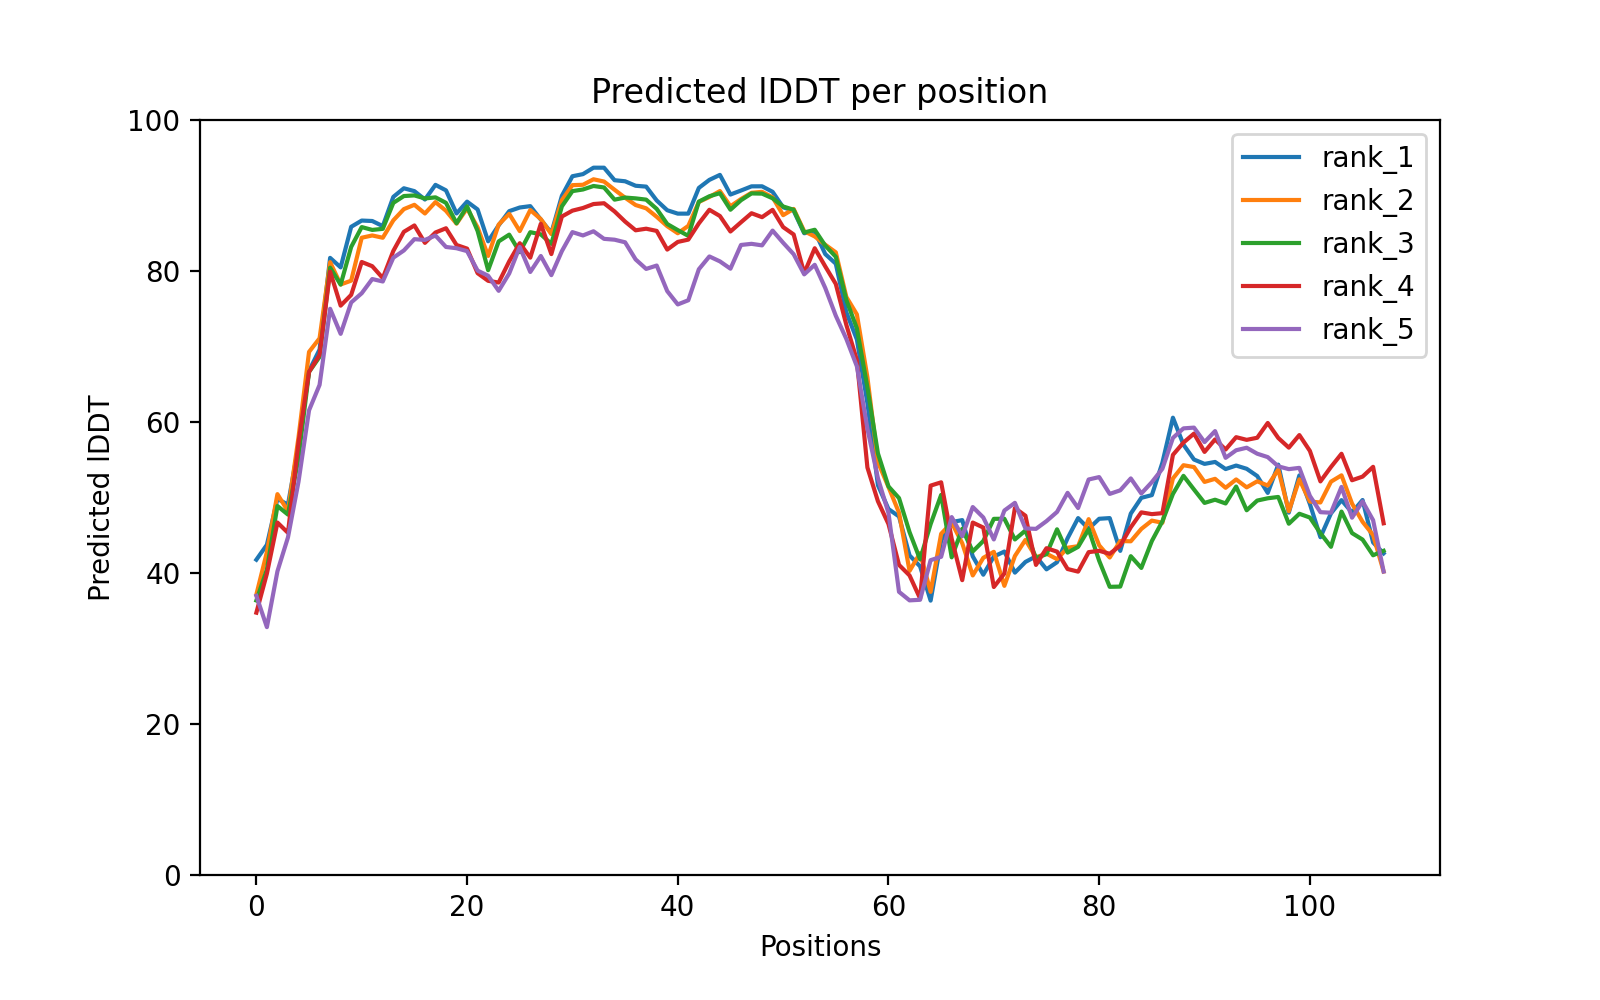 Predicted lDDT per position
100
80
60
40
20
0
Predicted lDDT
rank_1
rank_2
rank_3
rank_4
rank_5
0 20 40 60 80 100
Positions